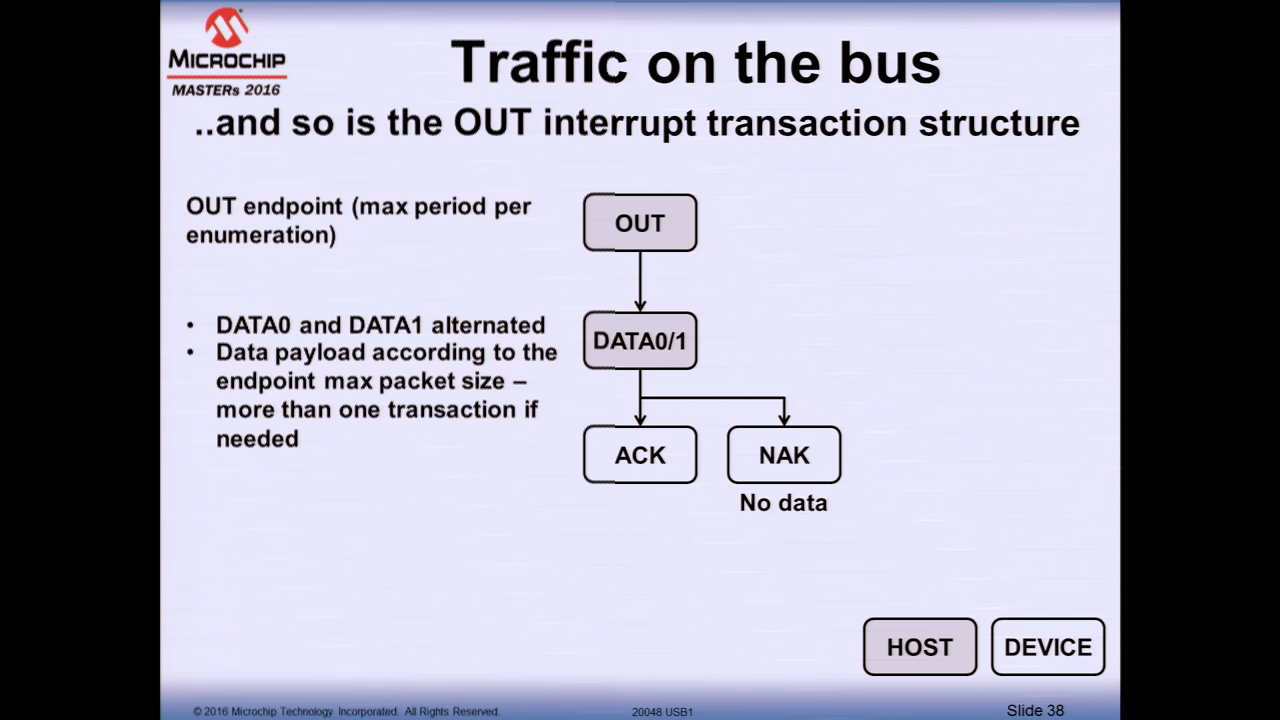 MICROCHIP
MASTERs 2016
Traffic on the bus
..and so is the OUT interrupt transaction structure
OUT endpoint (max period per
enumeration)
• DATA0 and DATA1 alternated
• Data payload according to the
endpoint max packet size –
more than one transaction if
needed
OUT
DATA0/1
ACK
NAK
No data
HOST
DEVICE
© 2016 Microchip Technology Incorporated. All Rights Reserved.
20048 USB1
Slide 38